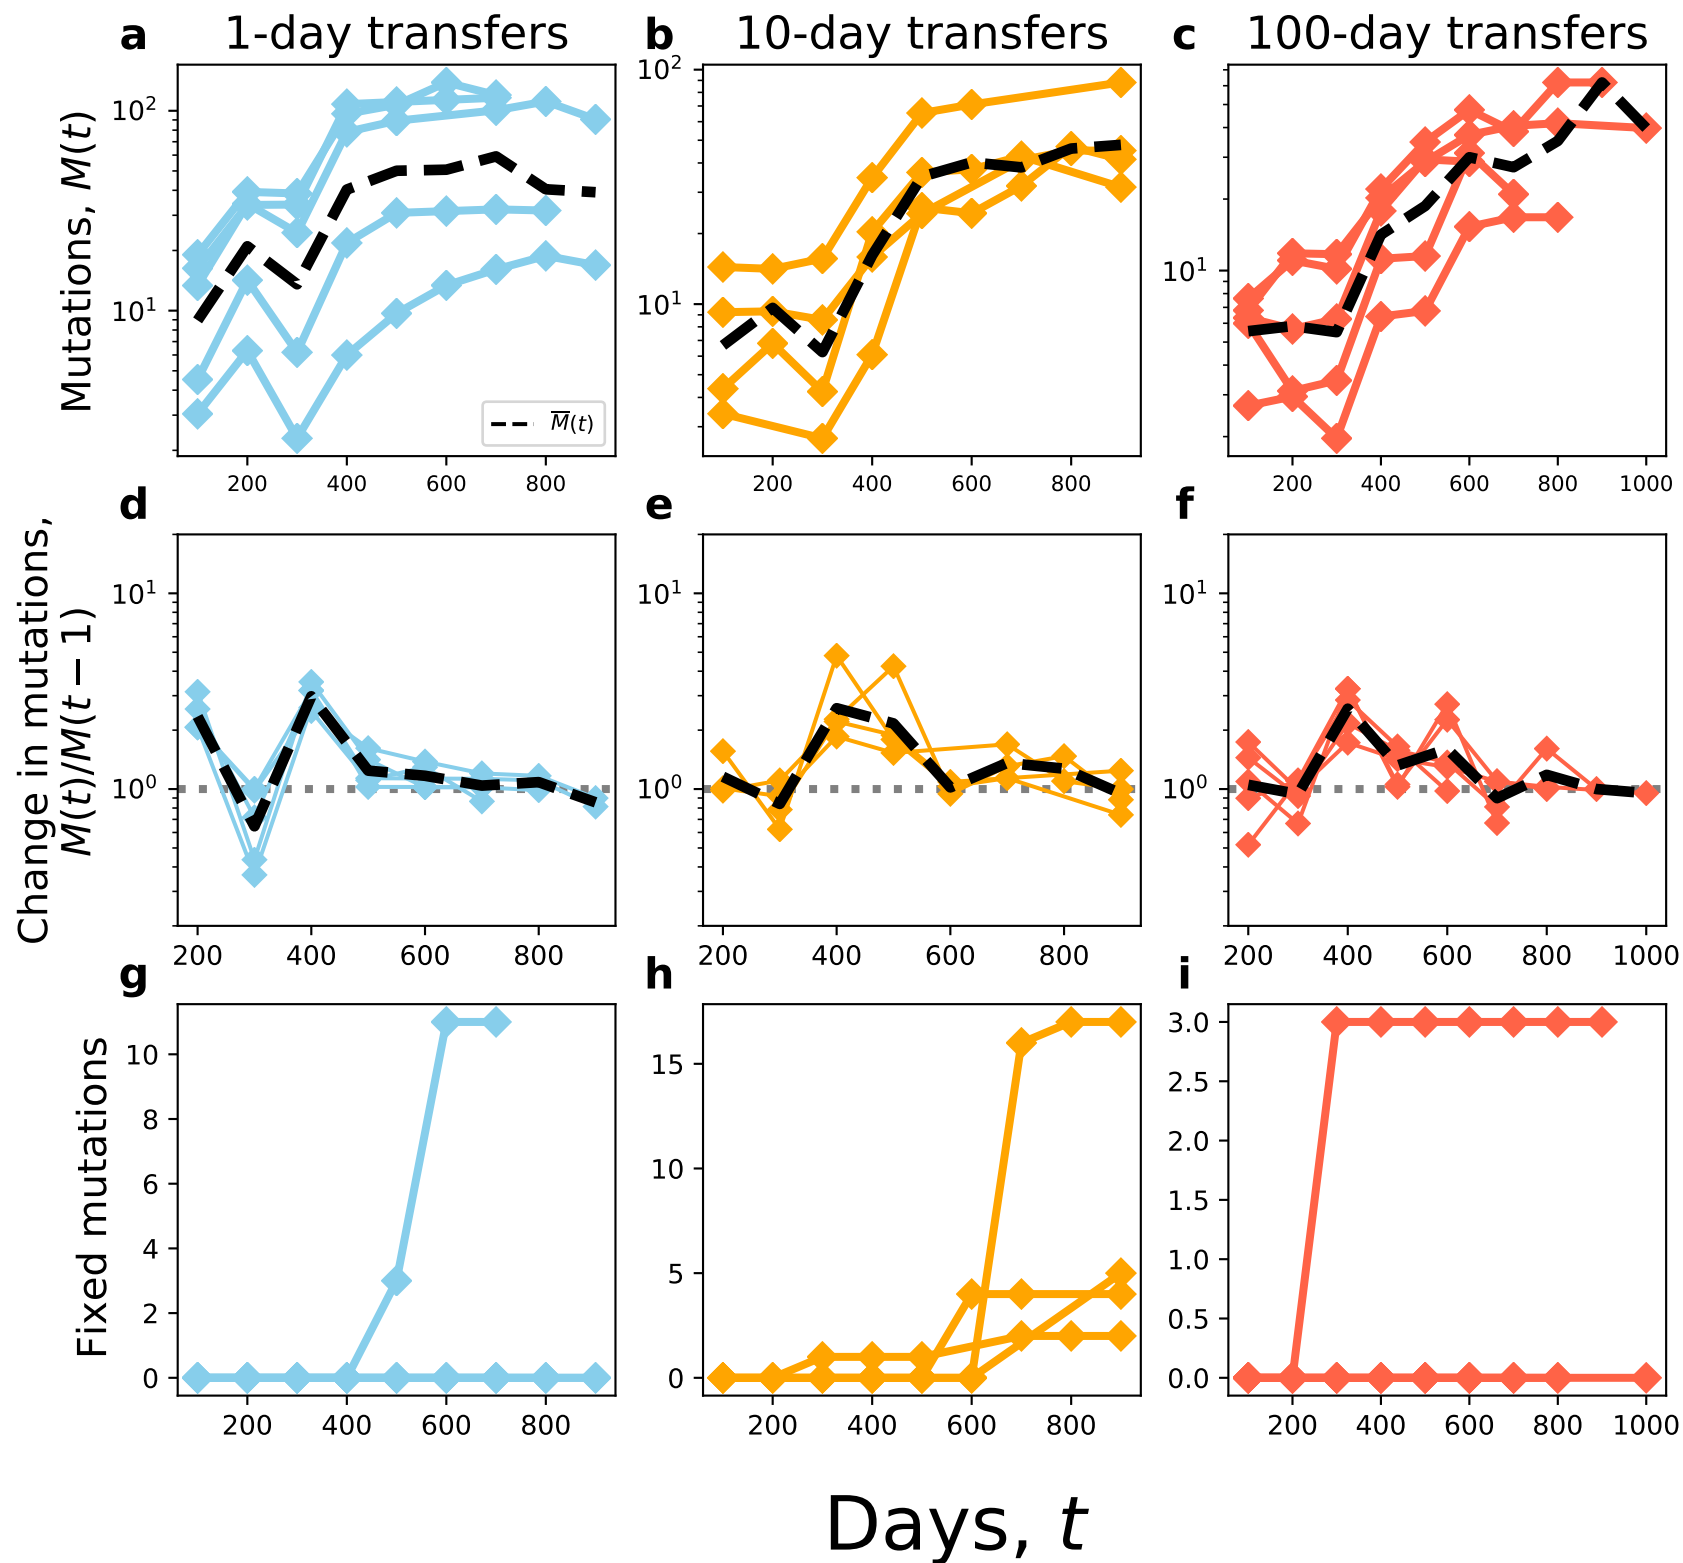 a 1-day transfers
b 10-day transfers
c 100-day transfers
Mutations, M(t)
10²
10¹
M̅(t)
200 400 600 800
10²
10¹
200 400 600 800
10¹
200 400 600 800 1000
d
e
f
Change in mutations,
M(t)/M(t − 1)
10¹
10⁰
200 400 600 800
10¹
10⁰
200 400 600 800
10¹
10⁰
200 400 600 800 1000
g
h
i
Fixed mutations
10
8
6
4
2
0
200 400 600 800
15
10
5
0
200 400 600 800
3.0
2.5
2.0
1.5
1.0
0.5
0.0
200 400 600 800 1000
Days, t